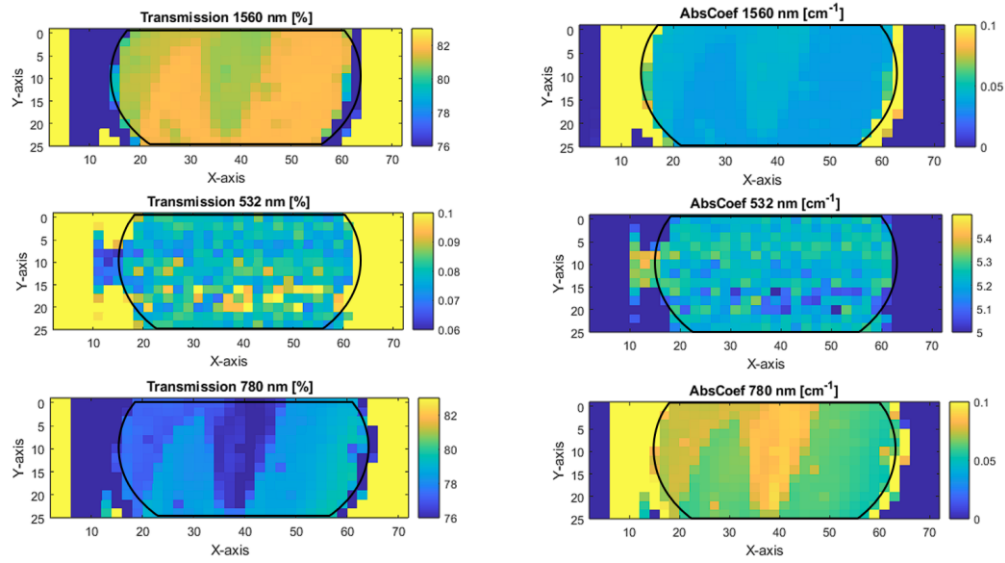 Transmission 1560 nm [%]
Y-axis
0
5
10
15
20
25
10 20 30 40 50 60 70
X-axis
82
80
78
76
AbsCoef 1560 nm [cm⁻¹]
Y-axis
0
5
10
15
20
25
10 20 30 40 50 60 70
X-axis
0.1
0.05
0
Transmission 532 nm [%]
Y-axis
0
5
10
15
20
25
10 20 30 40 50 60 70
X-axis
0.1
0.09
0.08
0.07
0.06
AbsCoef 532 nm [cm⁻¹]
Y-axis
0
5
10
15
20
25
10 20 30 40 50 60 70
X-axis
5.4
5.3
5.2
5.1
5
Transmission 780 nm [%]
Y-axis
0
5
10
15
20
25
10 20 30 40 50 60 70
X-axis
82
80
78
76
AbsCoef 780 nm [cm⁻¹]
Y-axis
0
5
10
15
20
25
10 20 30 40 50 60 70
X-axis
0.1
0.05
0